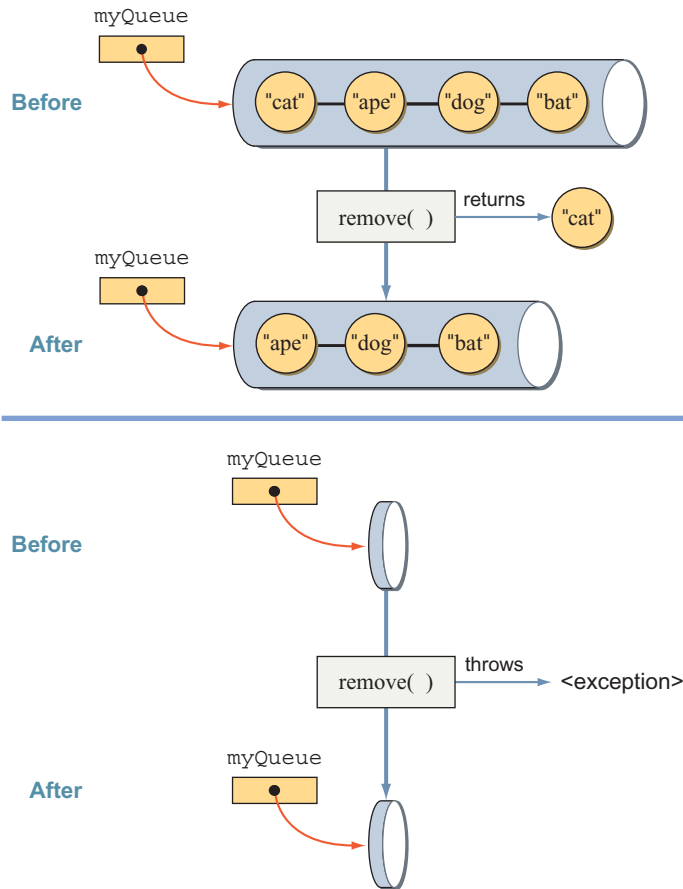 myQueue
Before
"cat" "ape" "dog" "bat"
remove( )
returns
"cat"
myQueue
After
"ape" "dog" "bat"
myQueue
Before
remove( )
throws
<exception>
myQueue
After